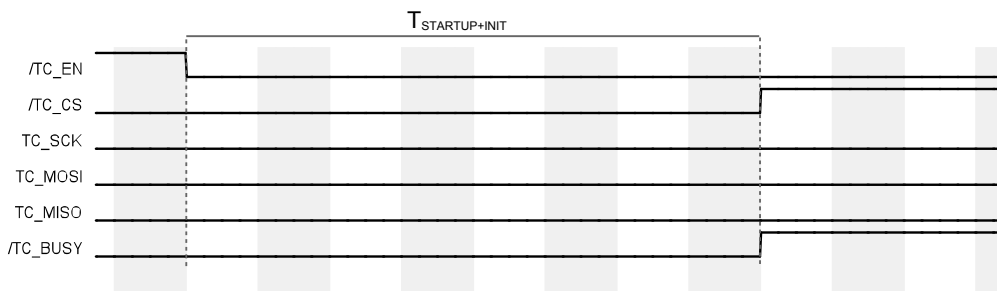 TSTARTUP+INIT
/TC_EN
/TC_CS
TC_SCK
TC_MOSI
TC_MISO
/TC_BUSY